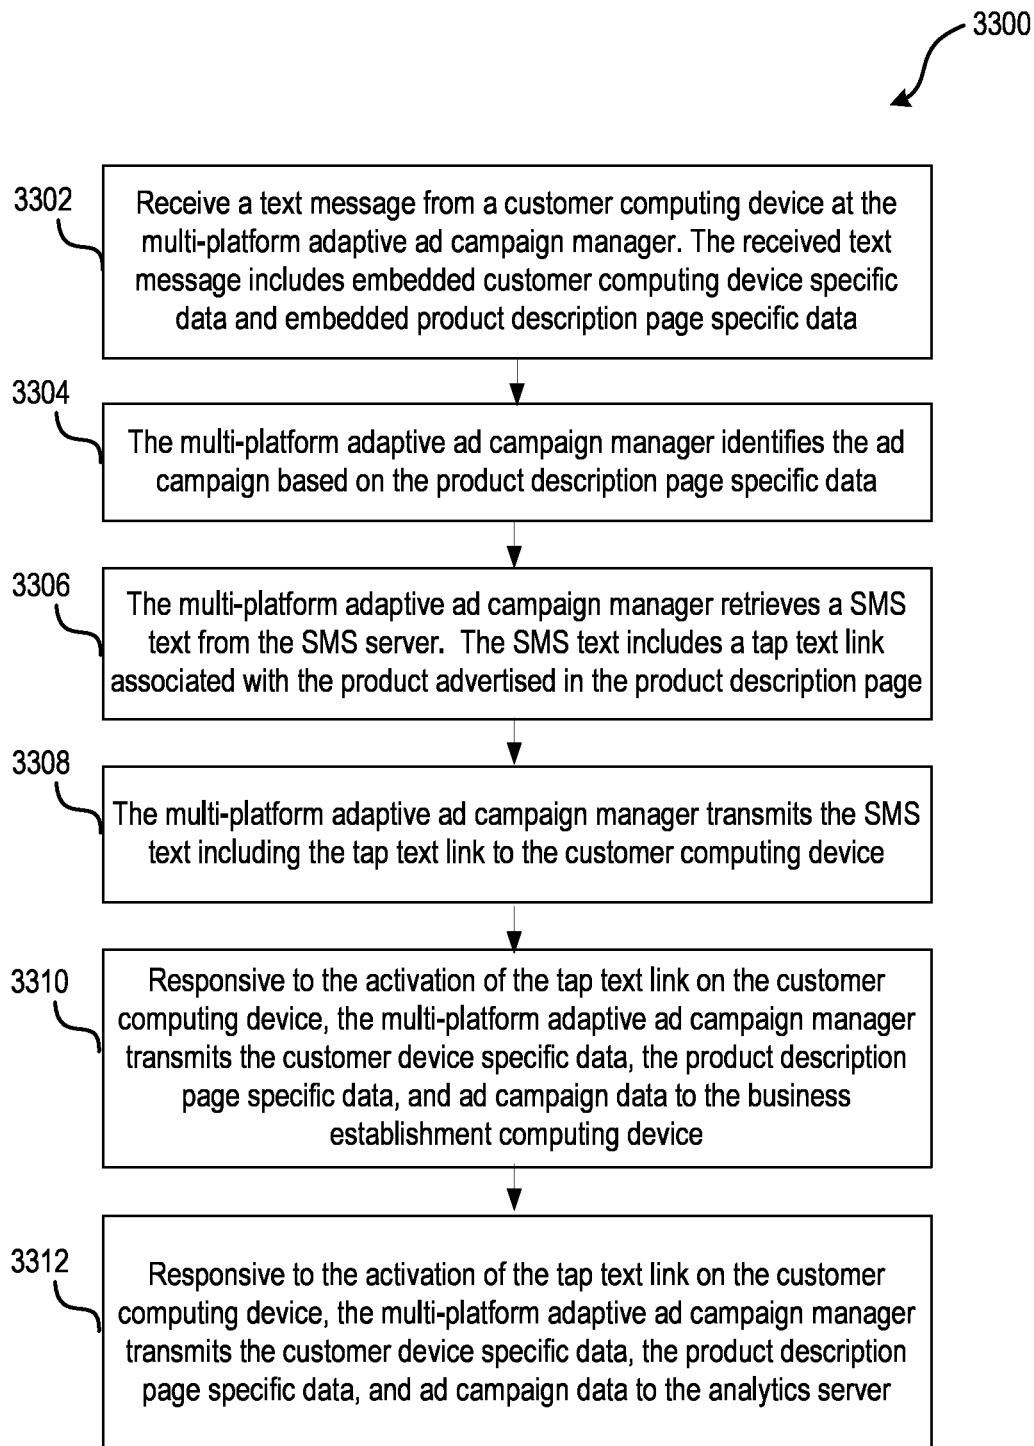 3300
3302
Receive a text message from a customer computing device at the
multi-platform adaptive ad campaign manager. The received text
message includes embedded customer computing device specific
data and embedded product description page specific data
3304
The multi-platform adaptive ad campaign manager identifies the ad
campaign based on the product description page specific data
3306
The multi-platform adaptive ad campaign manager retrieves a SMS
text from the SMS server. The SMS text includes a tap text link
associated with the product advertised in the product description page
3308
The multi-platform adaptive ad campaign manager transmits the SMS
text including the tap text link to the customer computing device
3310
Responsive to the activation of the tap text link on the customer
computing device, the multi-platform adaptive ad campaign manager
transmits the customer device specific data, the product description
page specific data, and ad campaign data to the business
establishment computing device
3312
Responsive to the activation of the tap text link on the customer
computing device, the multi-platform adaptive ad campaign manager
transmits the customer device specific data, the product description
page specific data, and ad campaign data to the analytics server